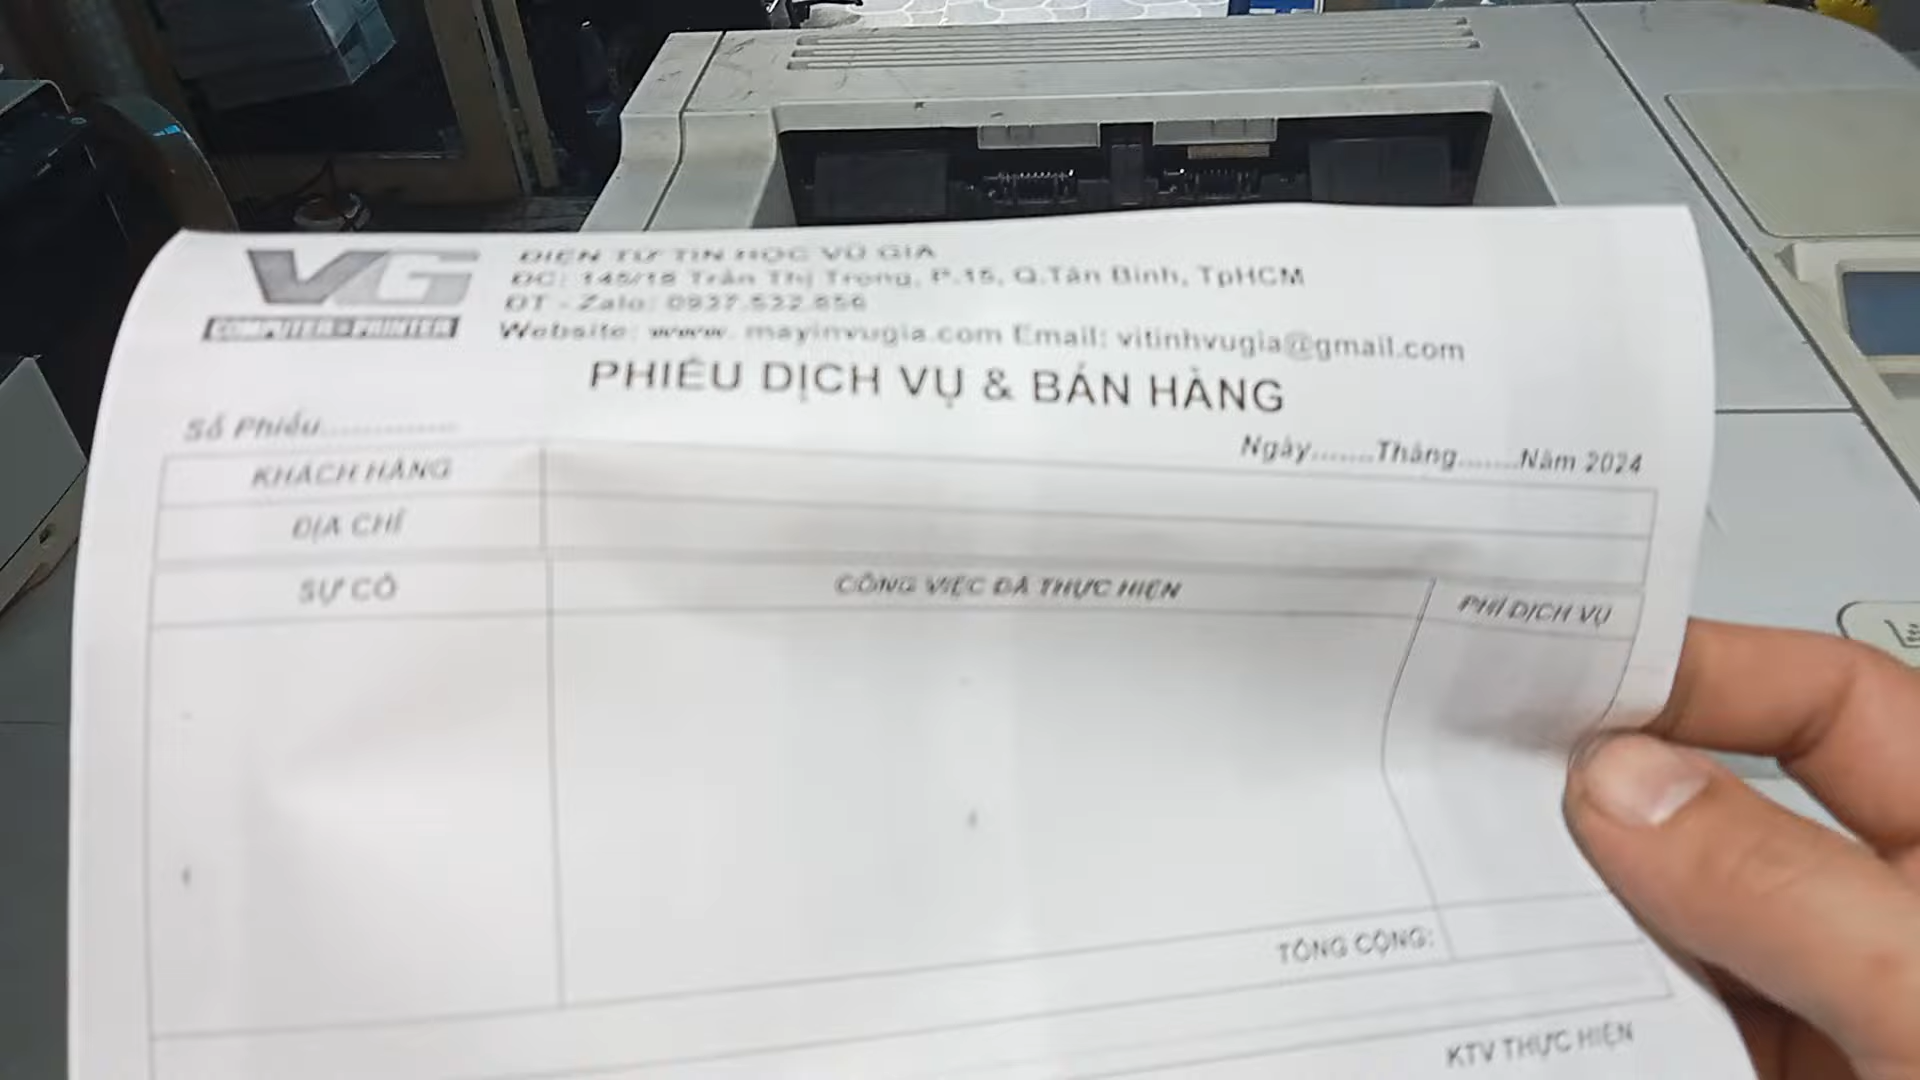 VG
COMPUTER - PRINTER
ĐIỆN TỬ TIN HỌC VŨ GIA
ĐC: 145/18 Trần Thị Trọng, P.15, Q.Tân Bình, TpHCM
ĐT - Zalo: 0937.532.656
Website: www. mayinvugia.com Email: vitinhvugia@gmail.com
PHIẾU DỊCH VỤ & BÁN HÀNG
Số Phiếu..............
Ngày.......Tháng.......Năm 2024
KHÁCH HÀNG
ĐỊA CHỈ
SỰ CỐ
CÔNG VIỆC ĐÃ THỰC HIỆN
PHÍ DỊCH VỤ
TỔNG CỘNG:
KTV THỰC HIỆN